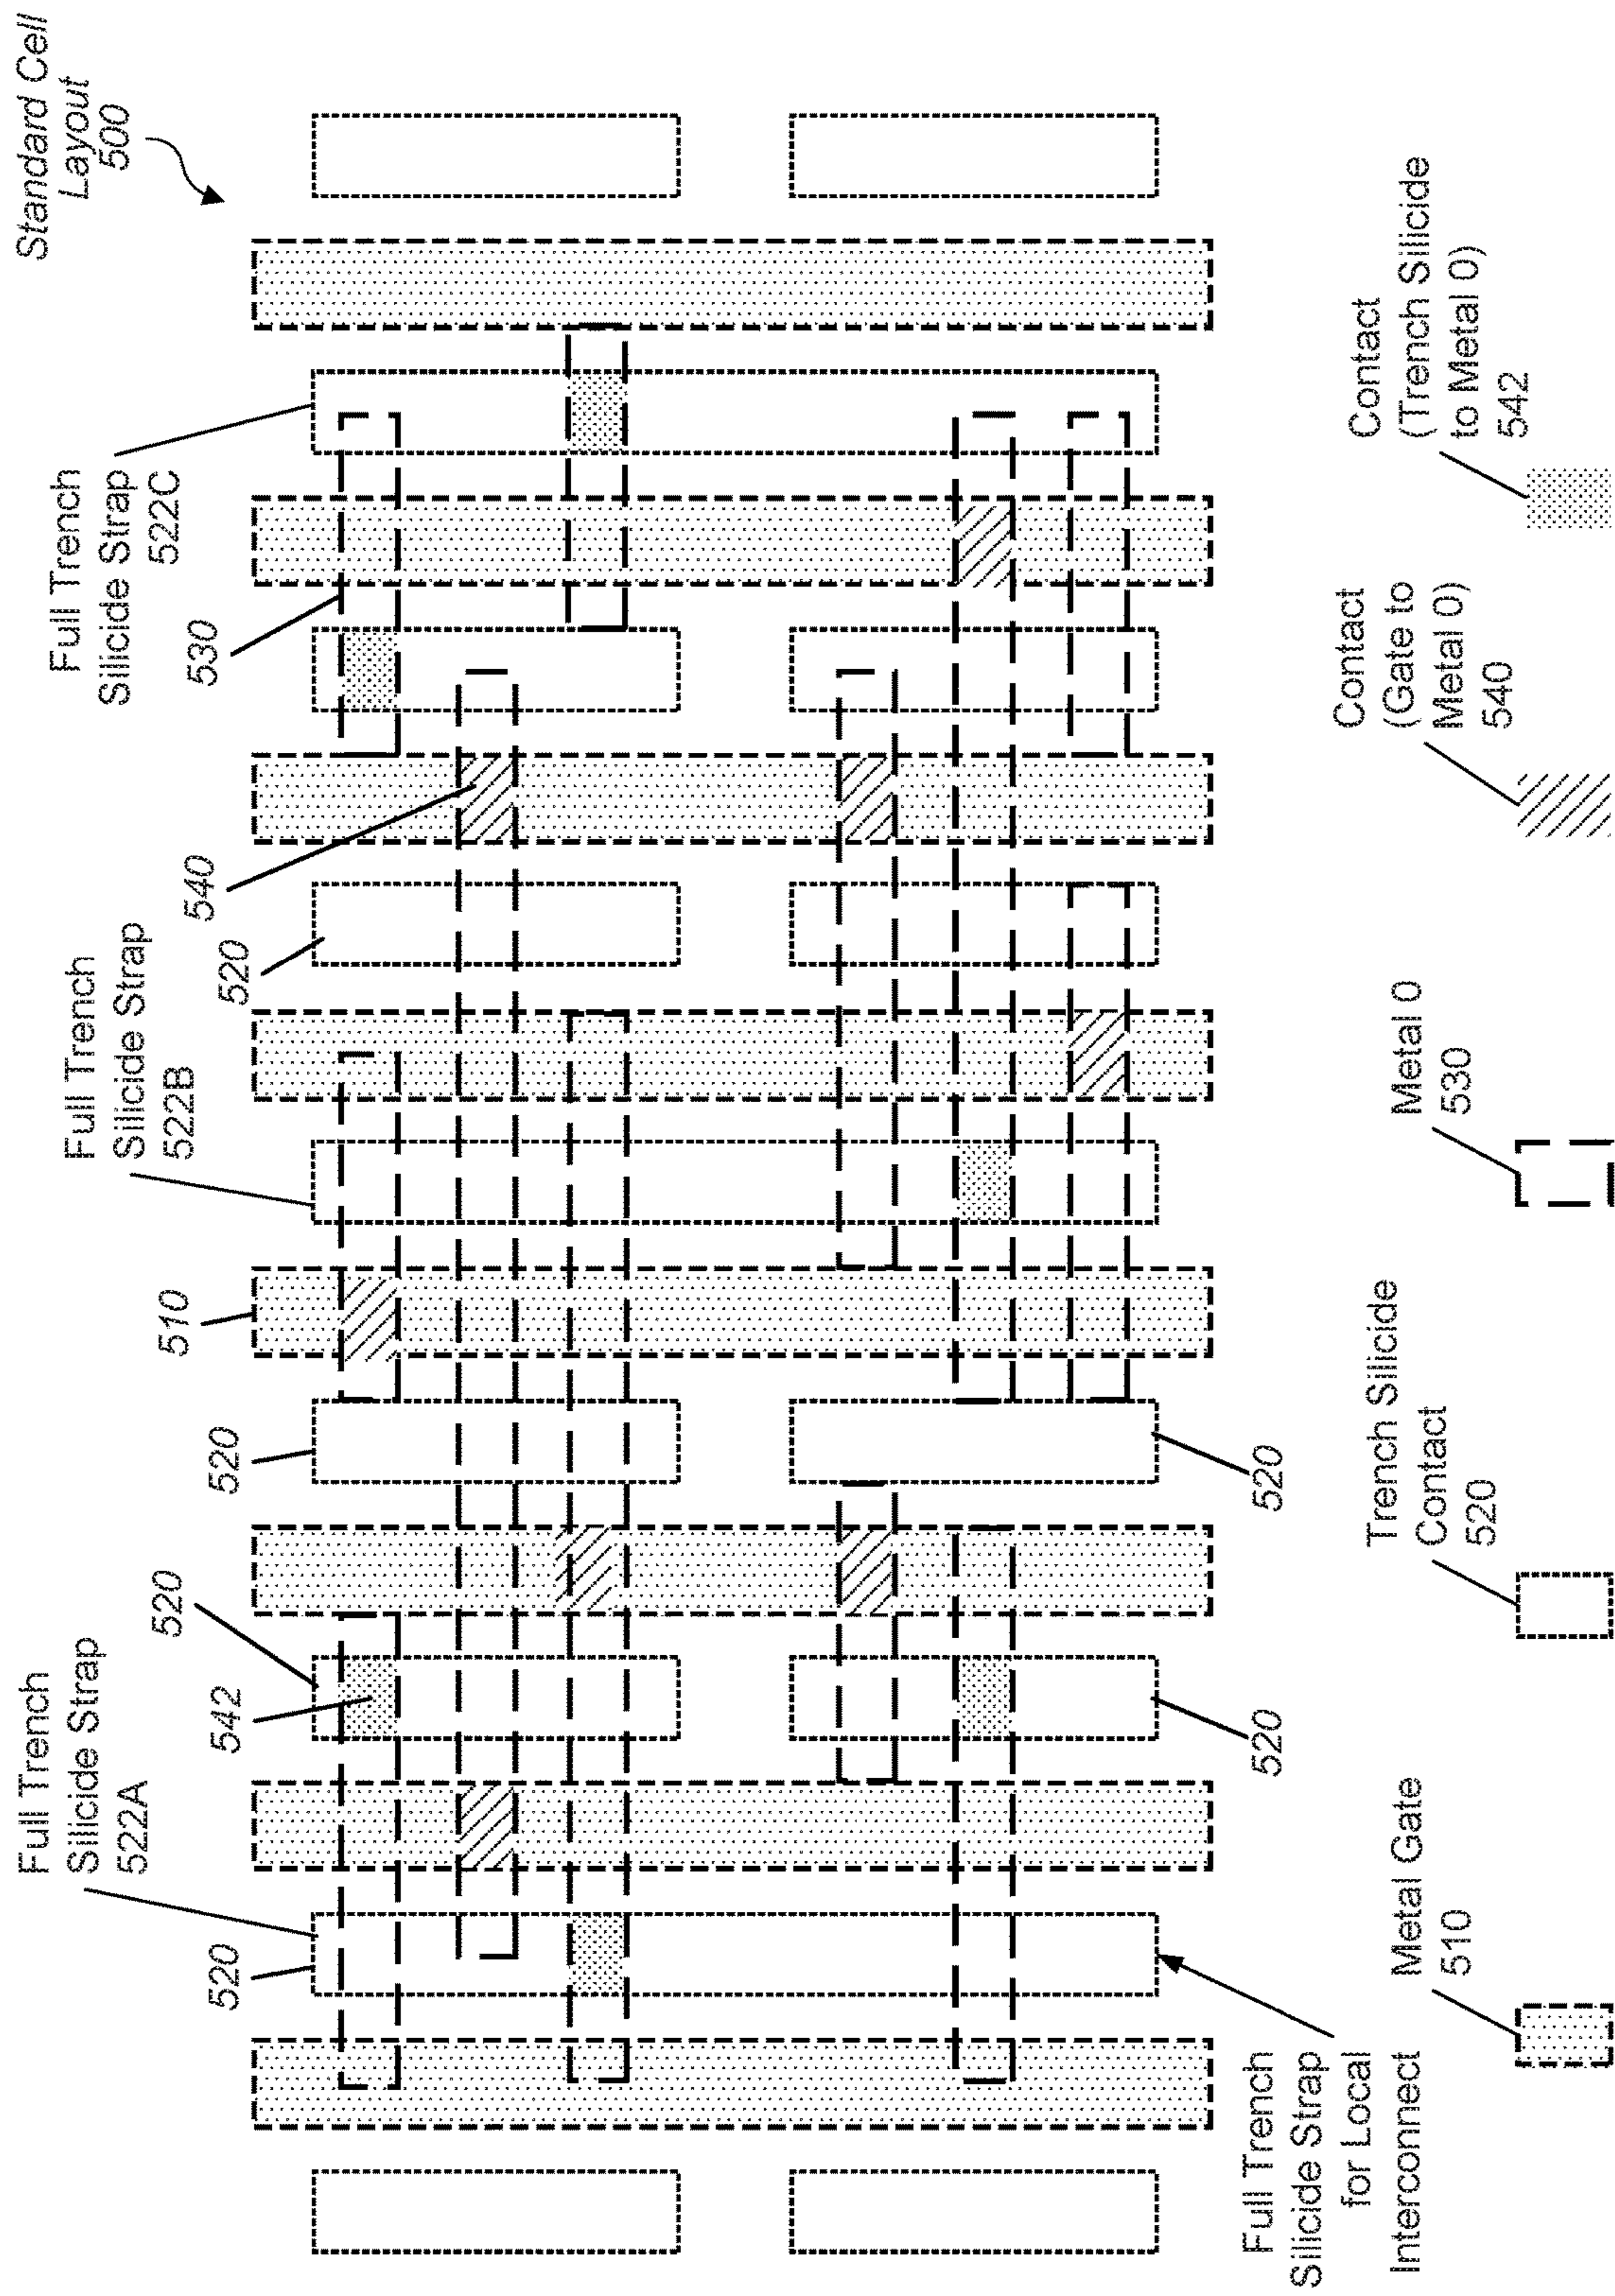 Full Trench
Silicide Strap
522A
Full Trench
Silicide Strap
522B
Full Trench
Silicide Strap
522C
Standard Cell
Layout
500
520
542
520
520
510
520
540
530
Full Trench
Silicide Strap
for Local
Interconnect
520
520
Metal Gate
510
Trench Silicide
Contact
520
Metal 0
530
Contact
(Gate to
Metal 0)
540
Contact
(Trench Silicide
to Metal 0)
542